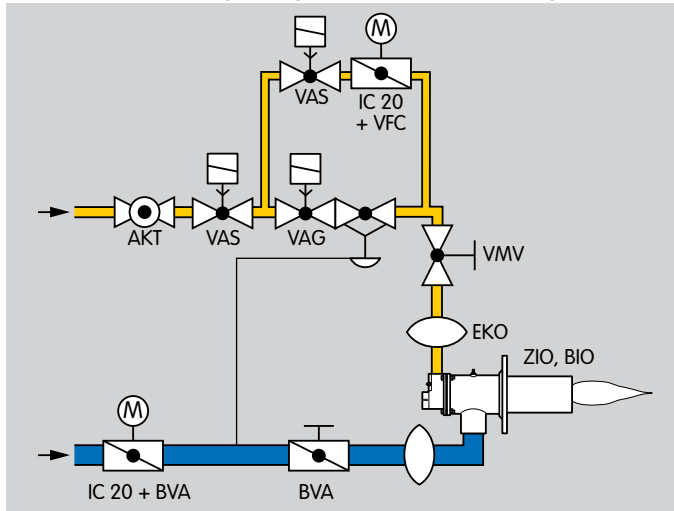 M
VAS
IC 20
+ VFC
AKT
VAS
VAG
VMV
EKO
ZIO, BIO
M
IC 20 + BVA
BVA